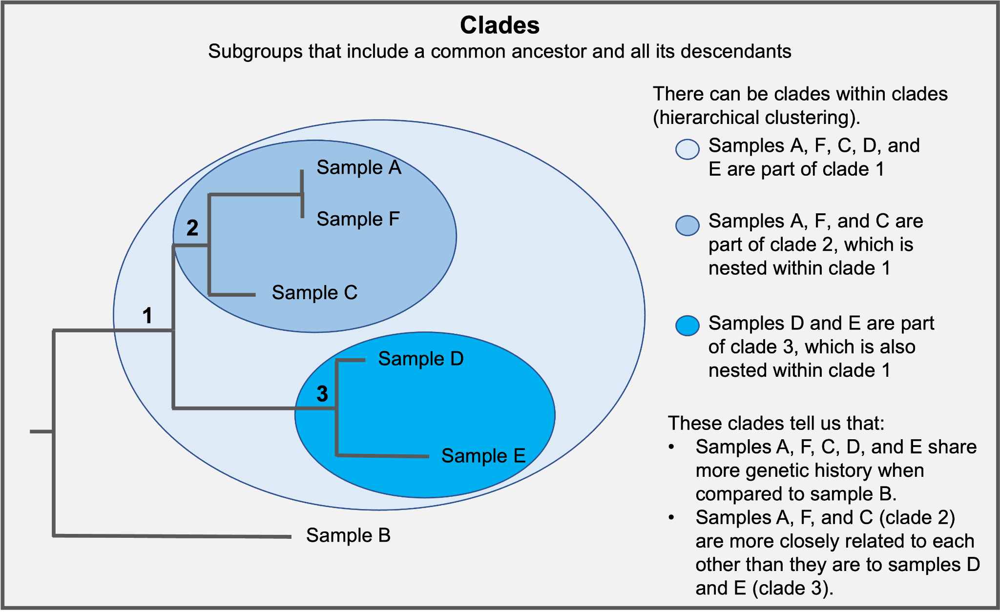 Clades
Subgroups that include a common ancestor and all its descendants
There can be clades within clades
(hierarchical clustering).
Samples A, F, C, D, and
E are part of clade 1
Samples A, F, and C are
part of clade 2, which is
nested within clade 1
Samples D and E are part
of clade 3, which is also
nested within clade 1
These clades tell us that:
• Samples A, F, C, D, and E share
more genetic history when
compared to sample B.
• Samples A, F, and C (clade 2)
are more closely related to each
other than they are to samples D
and E (clade 3).
Sample A
Sample F
2
Sample C
1
Sample D
3
Sample E
Sample B